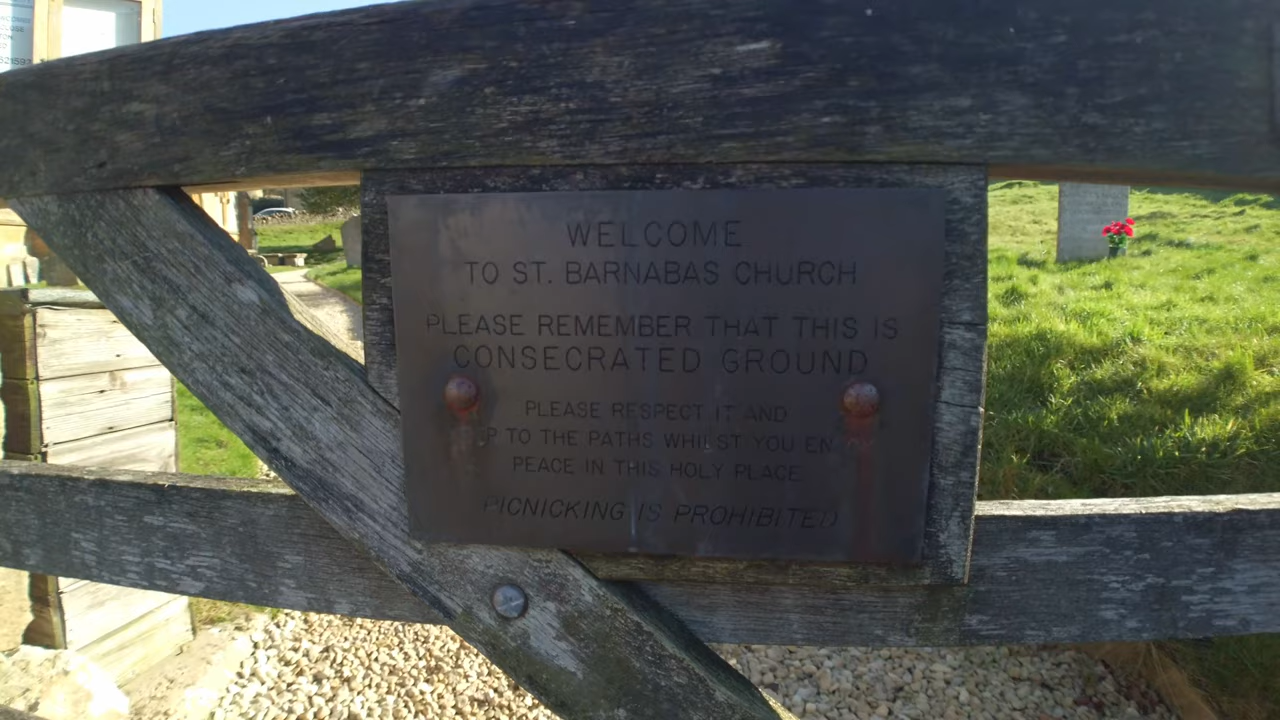 WELCOME
TO ST. BARNABAS CHURCH
PLEASE REMEMBER THAT THIS IS
CONSECRATED GROUND
PLEASE RESPECT IT AND
P TO THE PATHS WHILST YOU EN
PEACE IN THIS HOLY PLACE
PICNICKING IS PROHIBITED